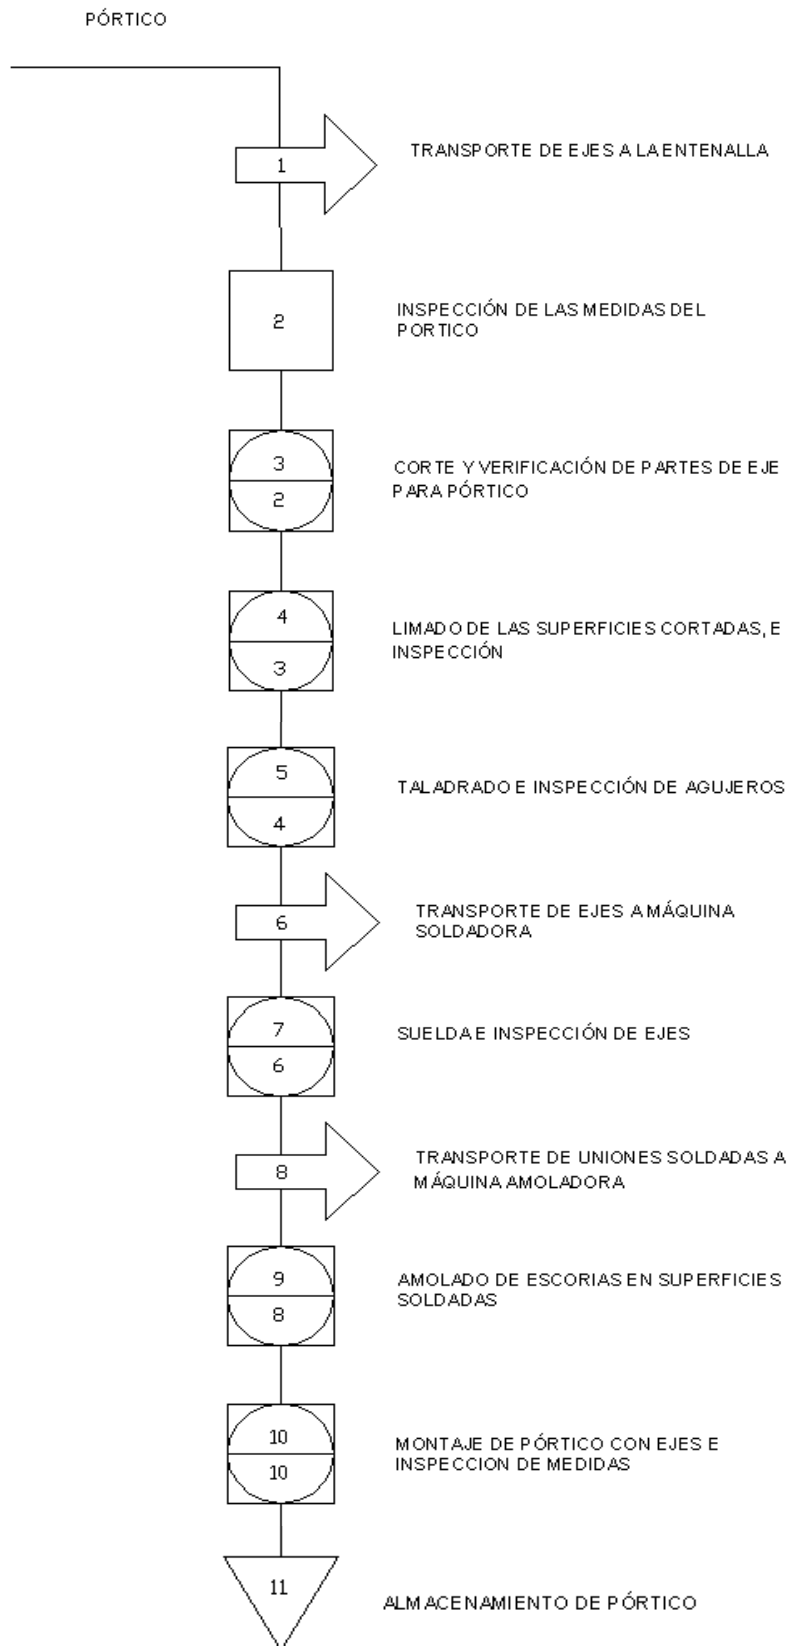 PÓRTICO
1
TRANSPORTE DE EJES A LA ENTENALLA
2
INSPECCIÓN DE LAS MEDIDAS DEL
PORTICO
3
2
CORTE Y VERIFICACIÓN DE PARTES DE EJE
PARA PÓRTICO
4
3
LIMADO DE LAS SUPERFICIES CORTADAS, E
INSPECCIÓN
5
4
TALADRADO E INSPECCIÓN DE AGUJEROS
6
TRANSPORTE DE EJES A MÁQUINA
SOLDADORA
7
6
SUELDA E INSPECCIÓN DE EJES
8
TRANSPORTE DE UNIONES SOLDADAS A
MÁQUINA AMOLADORA
9
8
AMOLADO DE ESCORIAS EN SUPERFICIES
SOLDADAS
10
10
MONTAJE DE PÓRTICO CON EJES E
INSPECCION DE MEDIDAS
11
ALMACENAMIENTO DE PÓRTICO